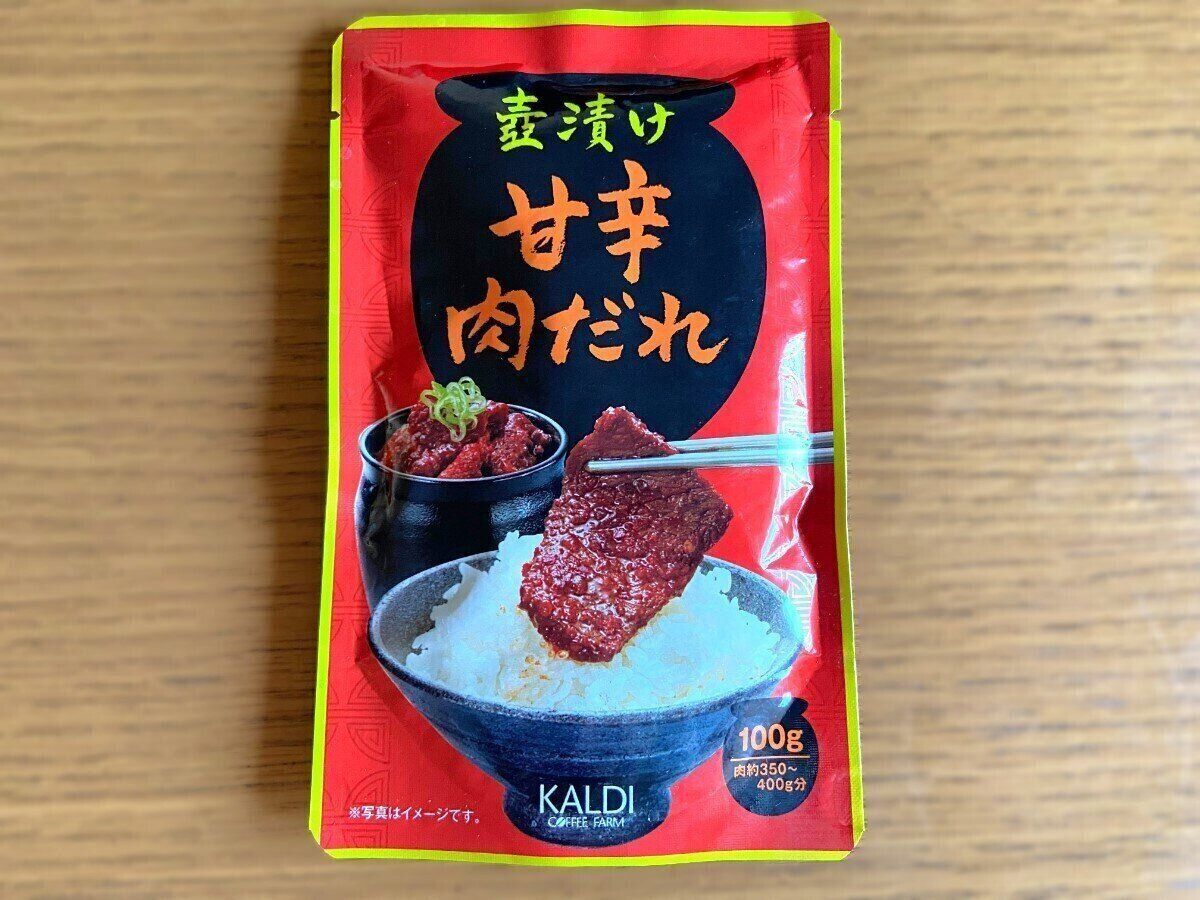 壺漬け
甘辛
肉だれ
100g
肉約350〜
400g分
KALDI
COFFEE FARM
※写真はイメージです。